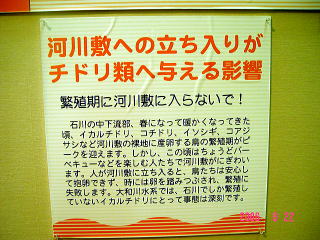 河川敷への立ち入りが
チドリ類へ与える影響
繁殖期に河川敷に入らないで！
石川の中下流部、春になって暖かくなってきた
頃、イカルチドリ、コチドリ、イソシギ、コアジ
サシなど河川敷の裸地に産卵する鳥の繁殖期がピ
ークを迎えます。しかし、この頃はちょうどバー
ベキューなどを楽しむ人たちで河川敷がにぎわい
ます。人が河川敷に立ち入ると、鳥たちは安心し
て抱卵できず、時には卵を踏みつぶされ、繁殖に
失敗します。大和川水系では、石川でしか繁殖し
ていないイカルチドリにとって事態は深刻です。